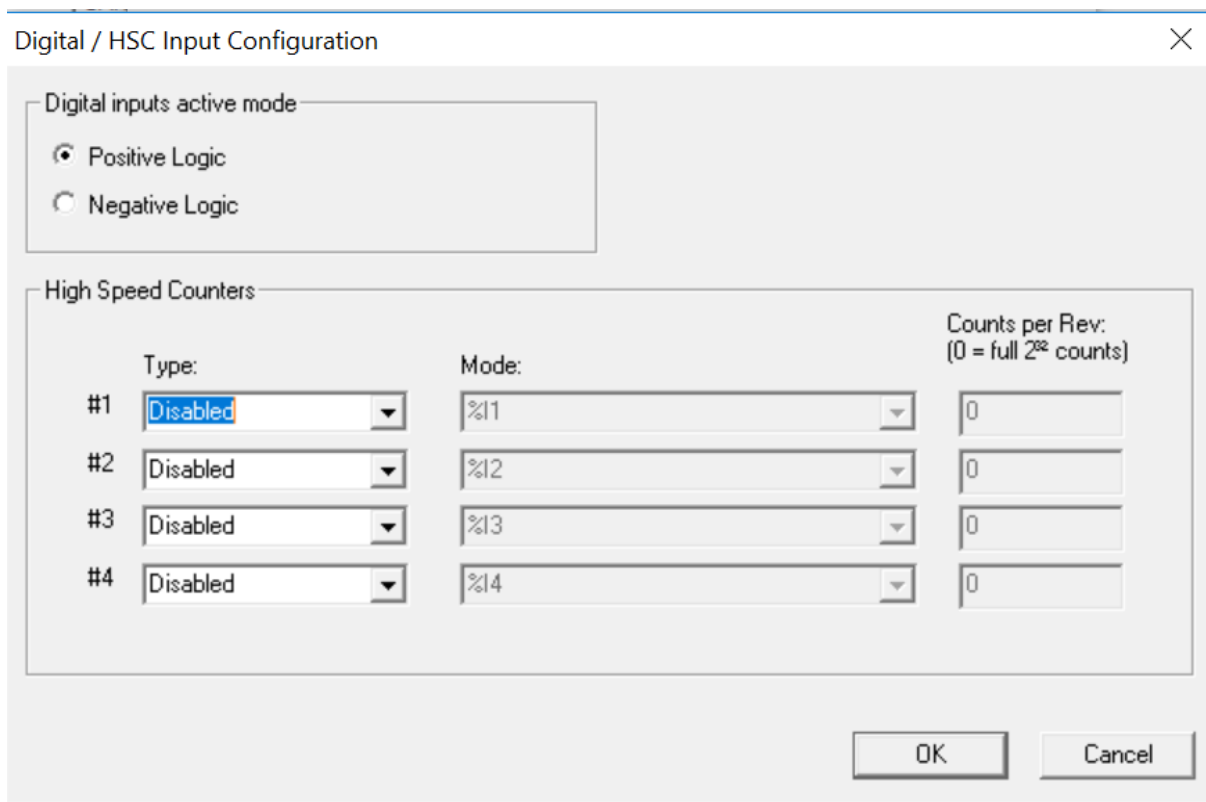 Digital / HSC Input Configuration
Digital inputs active mode
Positive Logic
Negative Logic
High Speed Counters
Counts per Rev:
Type: Mode: (0 = full 2³² counts)
#1 Disabled %I1 0
#2 Disabled %I2 0
#3 Disabled %I3 0
#4 Disabled %I4 0
OK Cancel